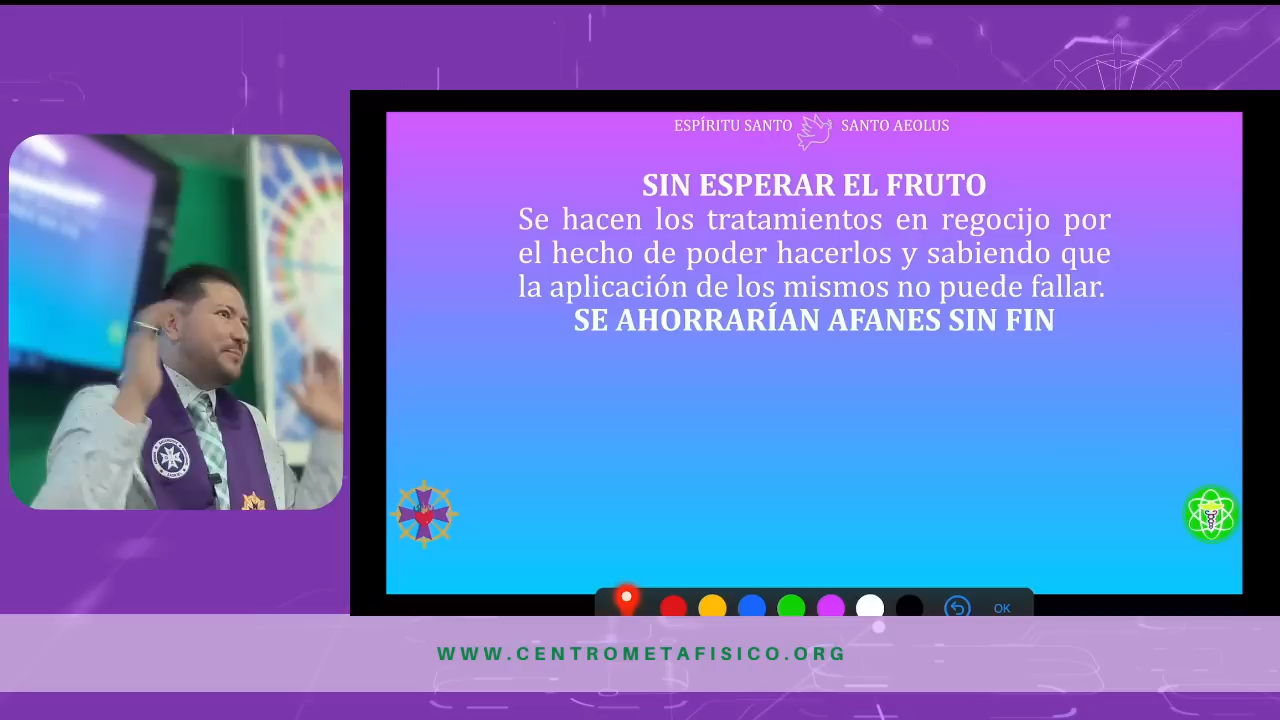 ESPÍRITU SANTO SANTO AEOLUS
SIN ESPERAR EL FRUTO
Se hacen los tratamientos en regocijo por
el hecho de poder hacerlos y sabiendo que
la aplicación de los mismos no puede fallar.
SE AHORRARÍAN AFANES SIN FIN
OK
WWW.CENTROMETAFISICO.ORG